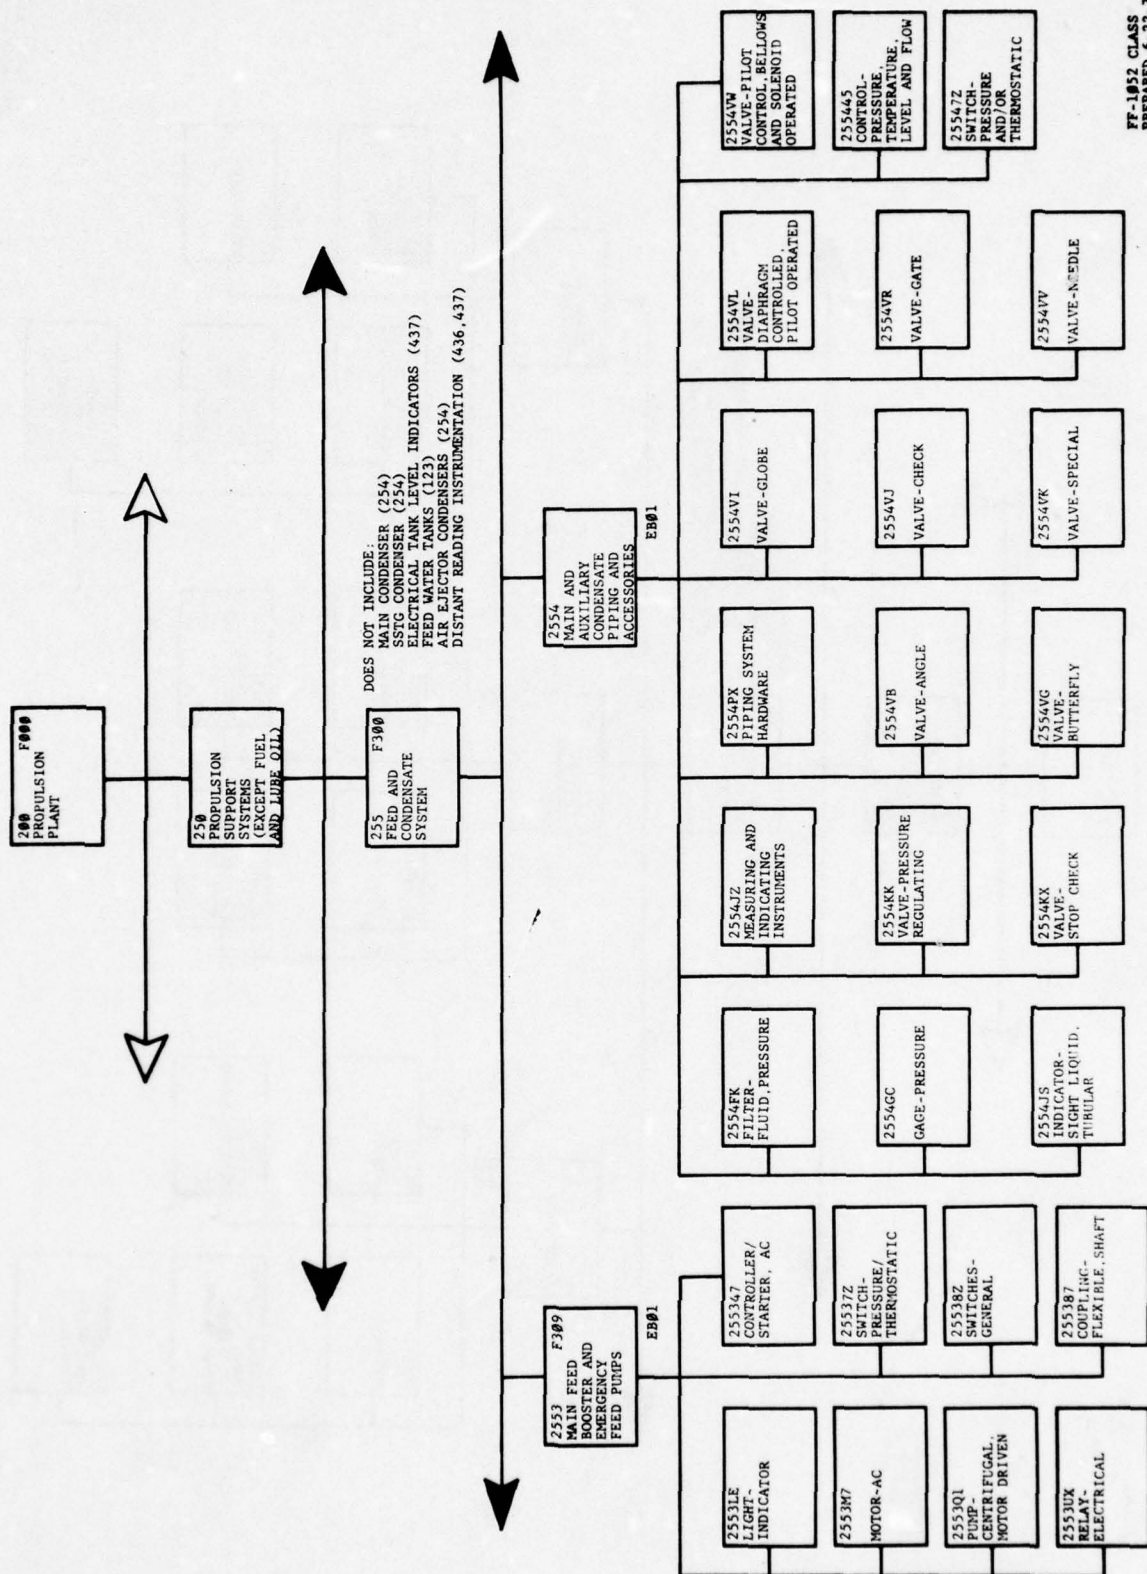 200 F000
PROPULSION
PLANT
250
PROPULSION
SUPPORT
SYSTEMS
(EXCEPT FUEL
AND LUBE OIL)
255 F300
FEED AND
CONDENSATE
SYSTEM
DOES NOT INCLUDE:
MAIN CONDENSER (254)
SSTG CONDENSER (254)
ELECTRICAL TANK LEVEL INDICATORS (437)
FEED WATER TANKS (123)
AIR EJECTOR CONDENSERS (254)
DISTANT READING INSTRUMENTATION (436,437)
2553 F309
MAIN FEED
BOOSTER AND
EMERGENCY
FEED PUMPS
EB01
2553LE
LIGHT-
INDICATOR
2553M7
MOTOR-AC
2553Q1
PUMP-
CENTRIFUGAL,
MOTOR DRIVEN
2553UX
RELAY-
ELECTRICAL
255347
CONTROLLER/
STARTER, AC
25537Z
SWITCH-
PRESSURE/
THERMOSTATIC
25538Z
SWITCHES-
GENERAL
255387
COUPLING-
FLEXIBLE,SHAFT
2554
MAIN AND
AUXILIARY
CONDENSATE
PIPING AND
ACCESSORIES
EB01
2554FK
FILTER-
FLUID,PRESSURE
2554GC
GAGE-PRESSURE
2554JS
INDICATOR-
SIGHT LIQUID,
TUBULAR
2554JZ
MEASURING AND
INDICATING
INSTRUMENTS
2554KK
VALVE-PRESSURE
REGULATING
2554KX
VALVE-
STOP CHECK
2554PX
PIPING SYSTEM
HARDWARE
2554VB
VALVE-ANGLE
2554VG
VALVE-
BUTTERFLY
2554VI
VALVE-GLOBE
2554VJ
VALVE-CHECK
2554VK
VALVE-SPECIAL
2554VL
VALVE-
DIAPHRAGM
CONTROLLED,
PILOT OPERATED
2554VR
VALVE-GATE
2554VV
VALVE-NEEDLE
2554VW
VALVE-PILOT
CONTROL,BELLOWS
AND SOLENOID
OPERATED
255445
CONTROL-
PRESSURE,
TEMPERATURE,
LEVEL AND FLOW
25547Z
SWITCH-
PRESSURE
AND/OR
THERMOSTATIC
FF-1052 CLASS
PREPARED